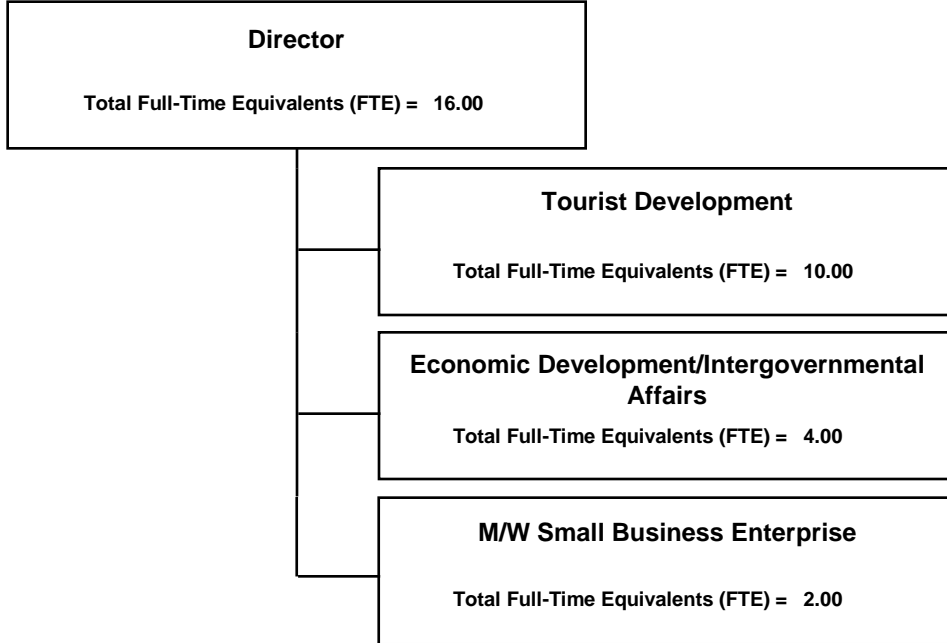 Director
Total Full-Time Equivalents (FTE) = 16.00
Tourist Development
Total Full-Time Equivalents (FTE) = 10.00
Economic Development/Intergovernmental
Affairs
Total Full-Time Equivalents (FTE) = 4.00
M/W Small Business Enterprise
Total Full-Time Equivalents (FTE) = 2.00